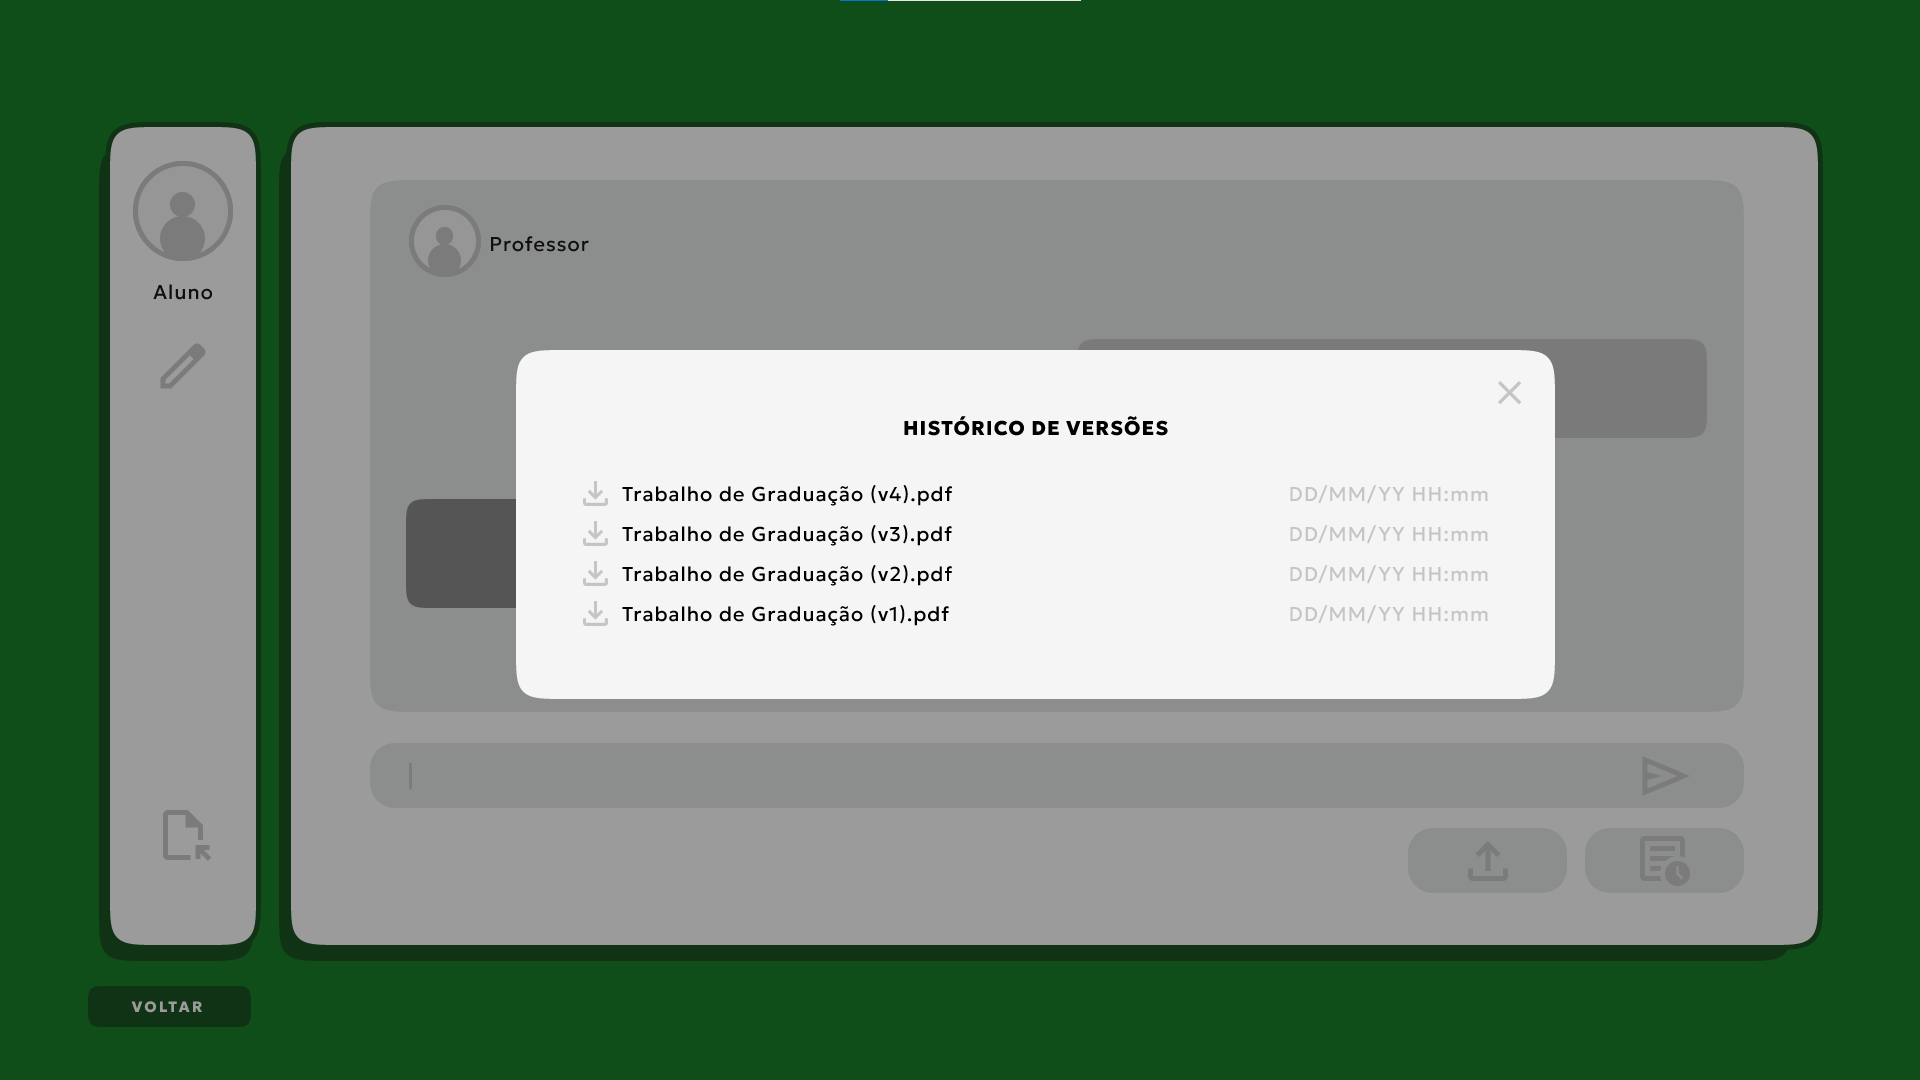 Professor
Aluno
HISTÓRICO DE VERSÕES
Trabalho de Graduação (v4).pdf DD/MM/YY HH:mm
Trabalho de Graduação (v3).pdf DD/MM/YY HH:mm
Trabalho de Graduação (v2).pdf DD/MM/YY HH:mm
Trabalho de Graduação (v1).pdf DD/MM/YY HH:mm
VOLTAR